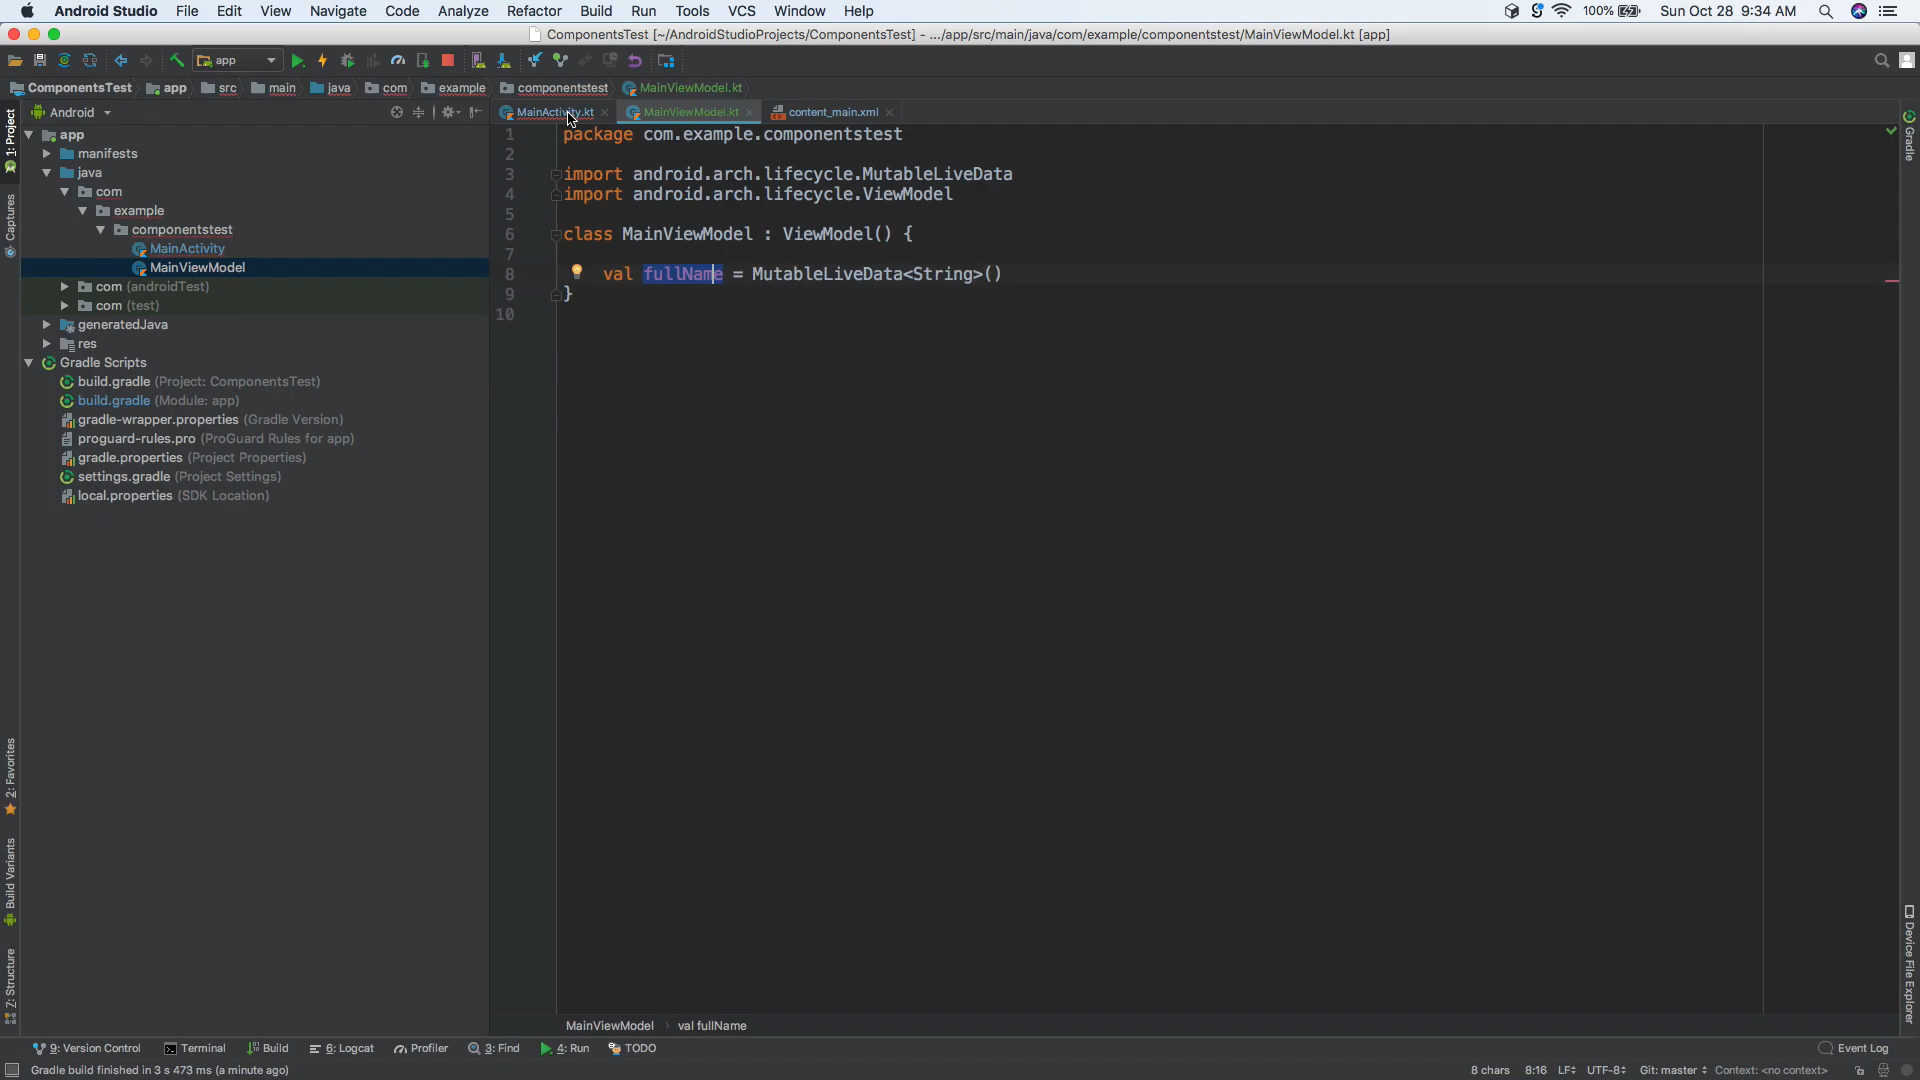 Android Studio File Edit View Navigate Code Analyze Refactor Build Run Tools VCS Window Help 100% Sun Oct 28 9:34 AM
ComponentsTest [~/AndroidStudioProjects/ComponentsTest] - .../app/src/main/java/com/example/componentstest/MainViewModel.kt [app]
app
ComponentsTest app src main java com example componentstest MainViewModel.kt
Android
MainActivity.kt MainViewModel.kt content_main.xml
1: Project
Captures
2: Favorites
Build Variants
Z: Structure
app
manifests
java
com
example
componentstest
MainActivity
MainViewModel
com (androidTest)
com (test)
generatedJava
res
Gradle Scripts
build.gradle (Project: ComponentsTest)
build.gradle (Module: app)
gradle-wrapper.properties (Gradle Version)
proguard-rules.pro (ProGuard Rules for app)
gradle.properties (Project Properties)
settings.gradle (Project Settings)
local.properties (SDK Location)
1 package com.example.componentstest
2
3 import android.arch.lifecycle.MutableLiveData
4 import android.arch.lifecycle.ViewModel
5
6 class MainViewModel : ViewModel() {
7
8 val fullName = MutableLiveData<String>()
9 }
10
Gradle
Device File Explorer
MainViewModel val fullName
9: Version Control Terminal Build 6: Logcat Profiler 3: Find 4: Run TODO Event Log
Gradle build finished in 3 s 473 ms (a minute ago) 8 chars 8:16 LF UTF-8 Git: master Context: <no context>